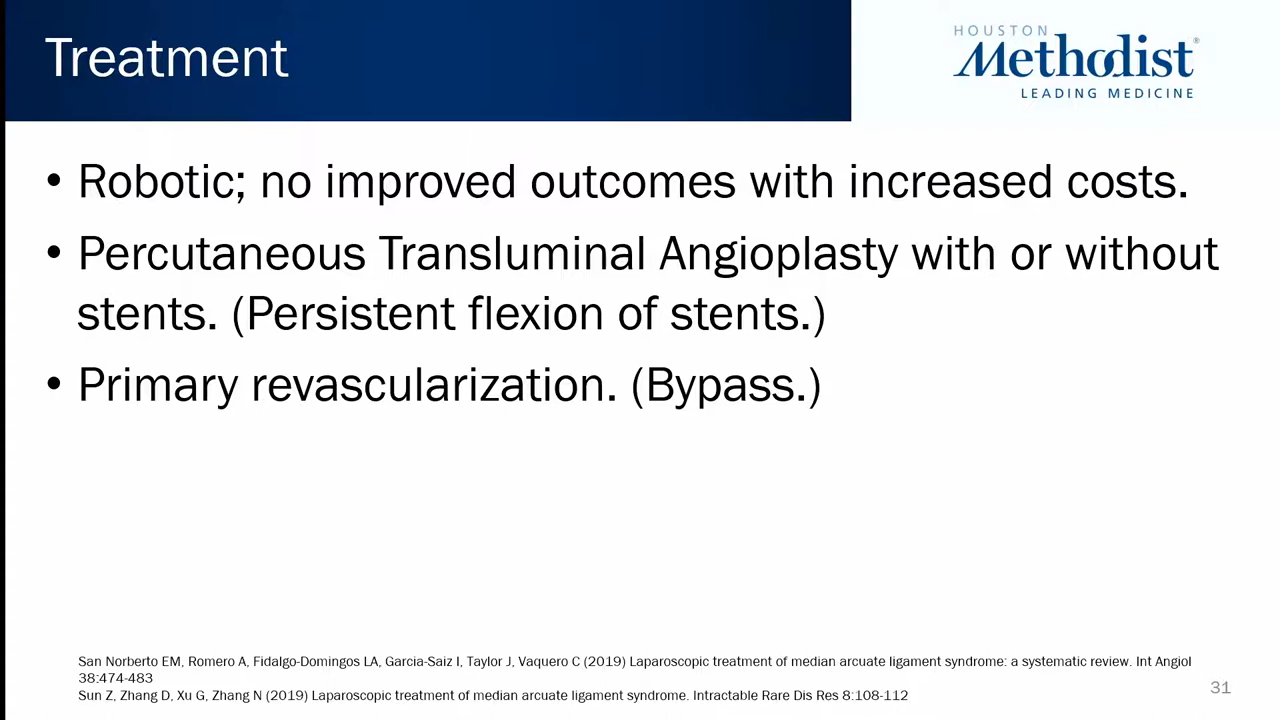 Treatment
HOUSTON
Methodist®
LEADING MEDICINE
• Robotic; no improved outcomes with increased costs.
• Percutaneous Transluminal Angioplasty with or without
stents. (Persistent flexion of stents.)
• Primary revascularization. (Bypass.)
San Norberto EM, Romero A, Fidalgo-Domingos LA, Garcia-Saiz I, Taylor J, Vaquero C (2019) Laparoscopic treatment of median arcuate ligament syndrome: a systematic review. Int Angiol
38:474-483
Sun Z, Zhang D, Xu G, Zhang N (2019) Laparoscopic treatment of median arcuate ligament syndrome. Intractable Rare Dis Res 8:108-112
31